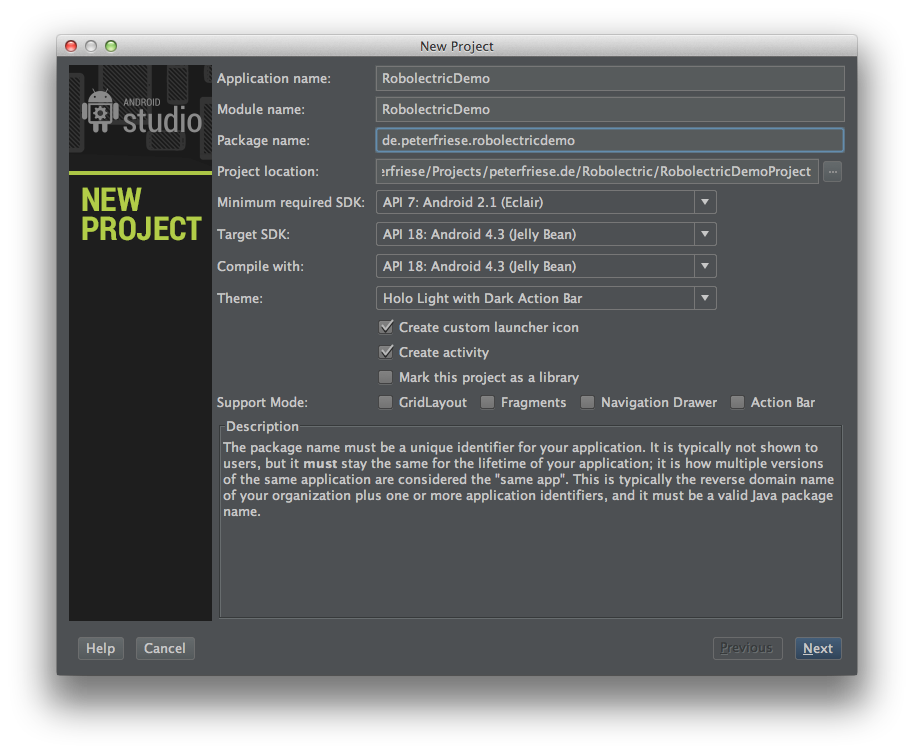 New Project
ANDROID
studio
NEW
PROJECT
Application name: RobolectricDemo
Module name: RobolectricDemo
Package name: de.peterfriese.robolectricdemo
Project location: erfriese/Projects/peterfriese.de/Robolectric/RobolectricDemoProject ...
Minimum required SDK: API 7: Android 2.1 (Eclair)
Target SDK: API 18: Android 4.3 (Jelly Bean)
Compile with: API 18: Android 4.3 (Jelly Bean)
Theme: Holo Light with Dark Action Bar
Create custom launcher icon
Create activity
Mark this project as a library
Support Mode: GridLayout Fragments Navigation Drawer Action Bar
Description
The package name must be a unique identifier for your application. It is typically not shown to
users, but it must stay the same for the lifetime of your application; it is how multiple versions
of the same application are considered the "same app". This is typically the reverse domain name
of your organization plus one or more application identifiers, and it must be a valid Java package
name.
Help Cancel Previous Next